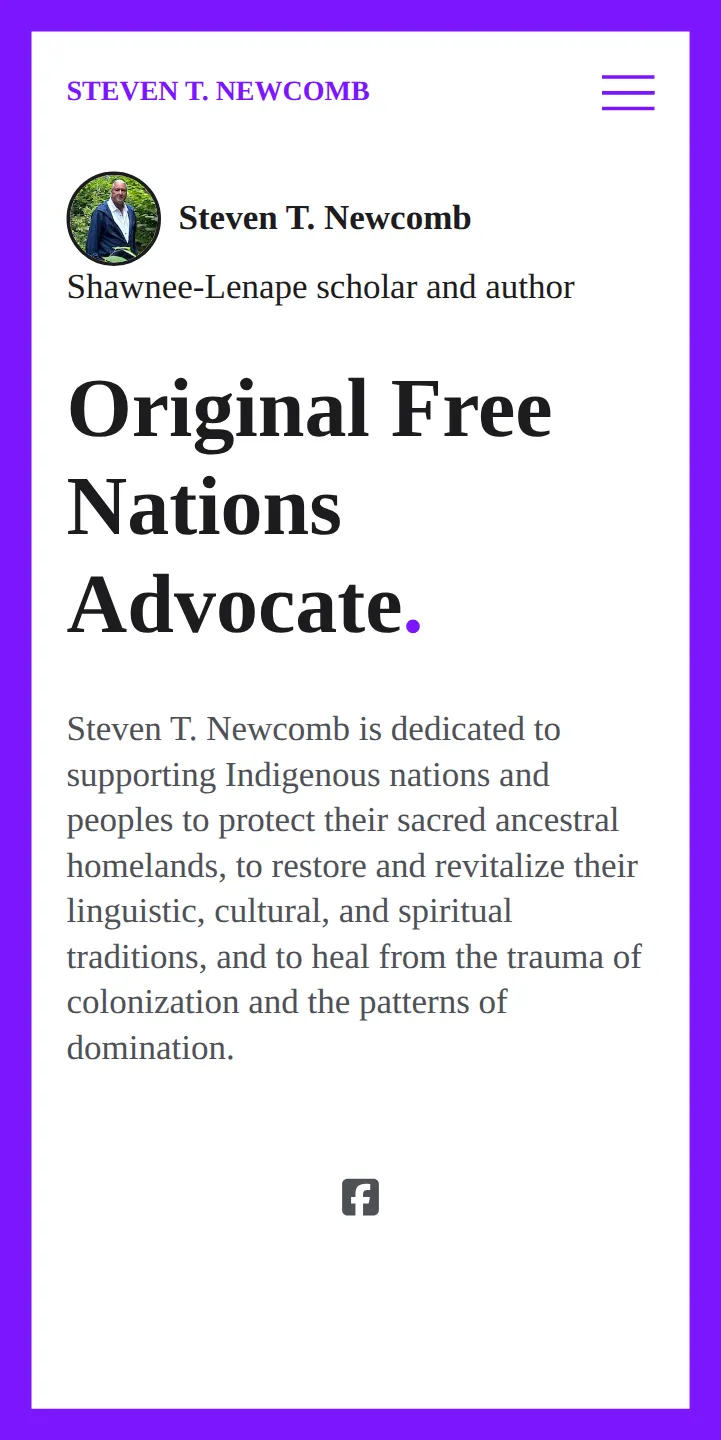 STEVEN T. NEWCOMB
Steven T. Newcomb
Shawnee-Lenape scholar and author
Original Free
Nations
Advocate.
Steven T. Newcomb is dedicated to
supporting Indigenous nations and
peoples to protect their sacred ancestral
homelands, to restore and revitalize their
linguistic, cultural, and spiritual
traditions, and to heal from the trauma of
colonization and the patterns of
domination.